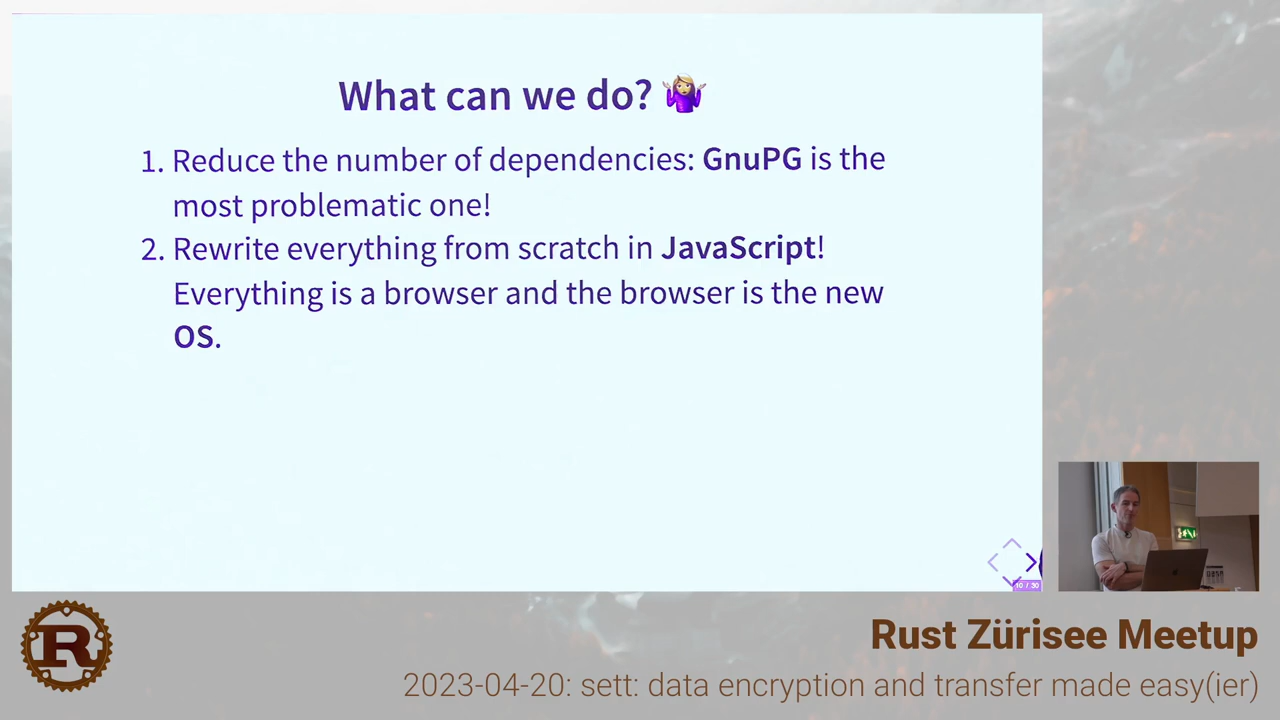 What can we do? 🤷‍♀️
1. Reduce the number of dependencies: GnuPG is the
most problematic one!
2. Rewrite everything from scratch in JavaScript!
Everything is a browser and the browser is the new
OS.
10 / 30
R
Rust Zürisee Meetup
2023-04-20: sett: data encryption and transfer made easy(ier)